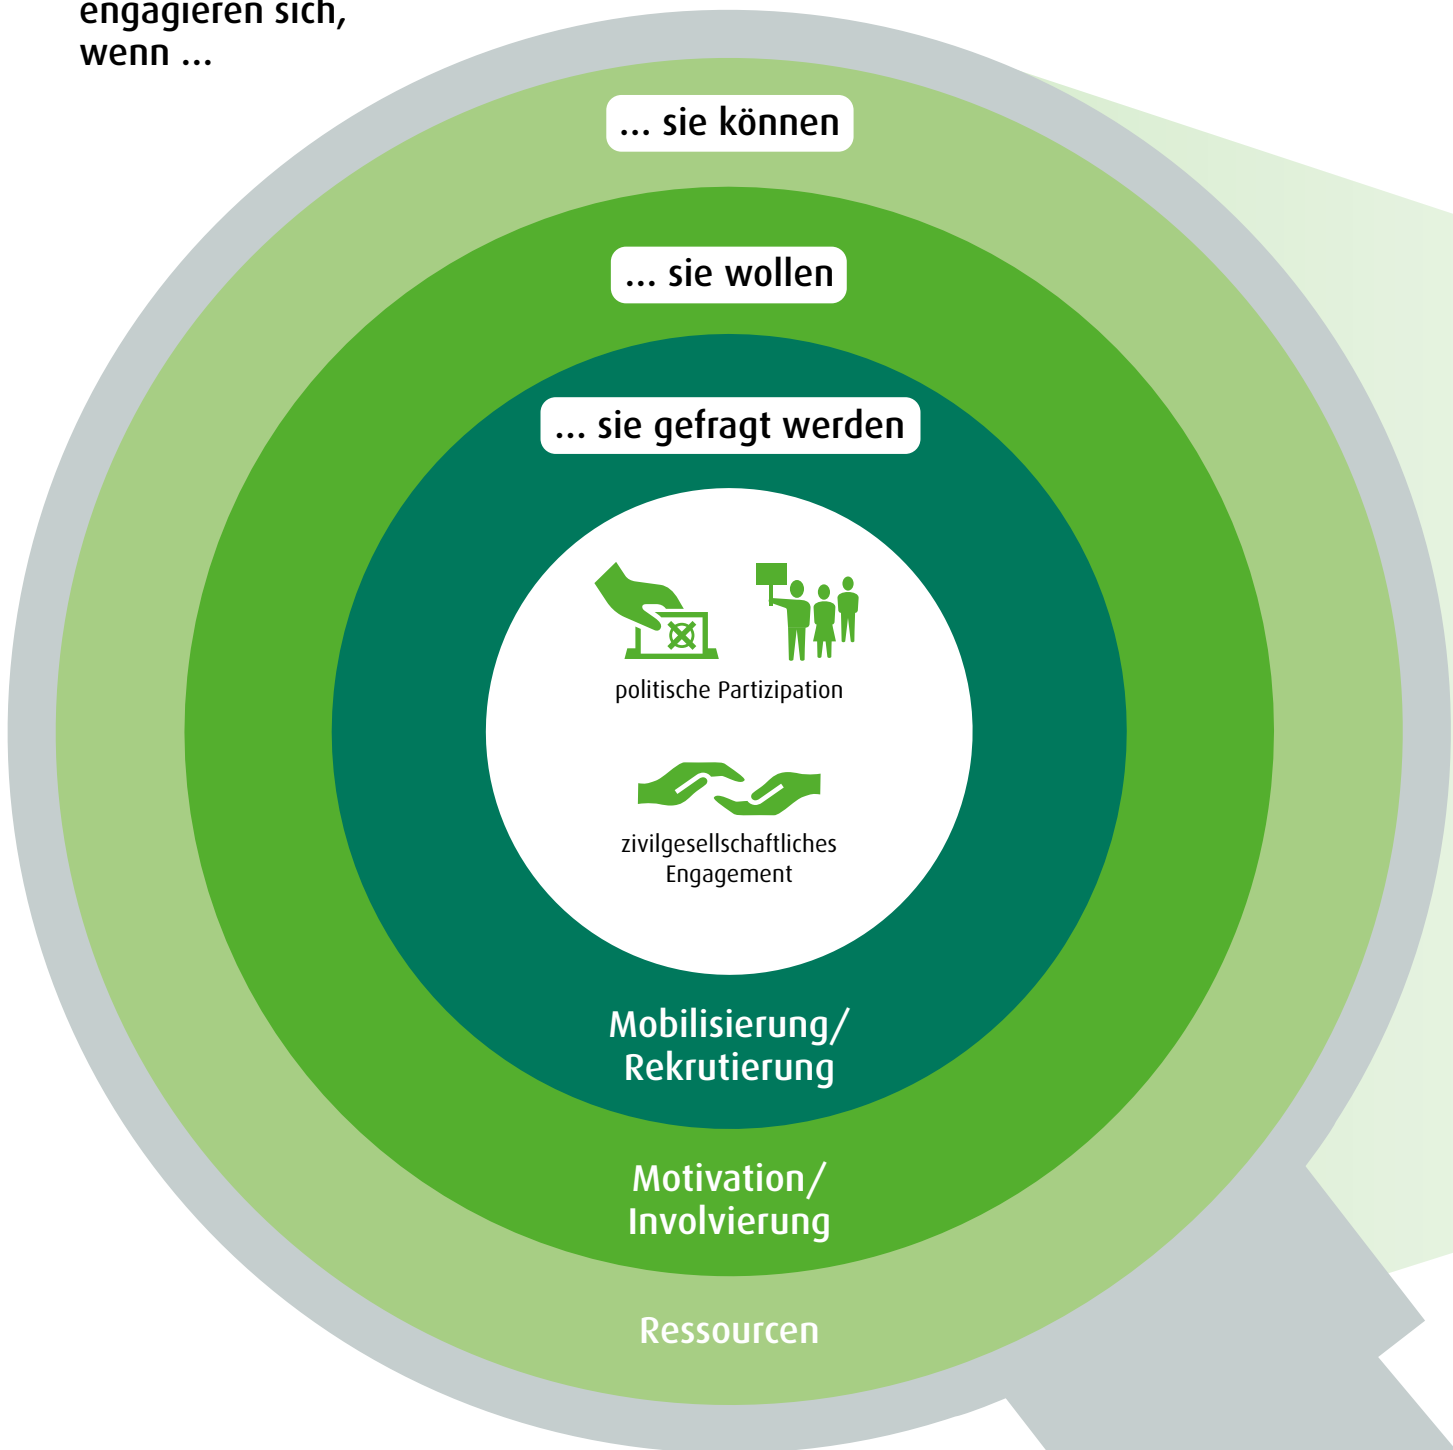 engagieren sich,
wenn ...
... sie können
... sie wollen
... sie gefragt werden
politische Partizipation
zivilgesellschaftliches
Engagement
Mobilisierung/
Rekrutierung
Motivation/
Involvierung
Ressourcen